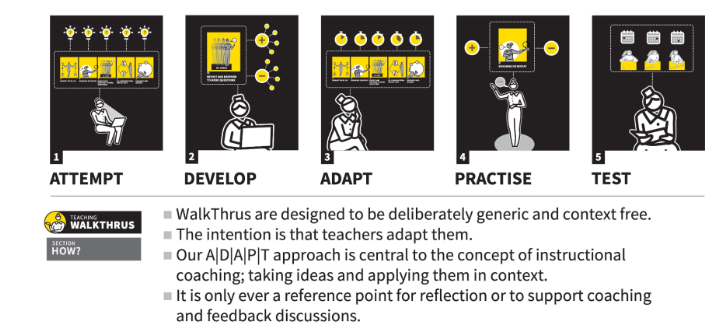 1
ATTEMPT
2
DEVELOP
3
ADAPT
4
PRACTISE
5
TEST
TEACHING
WALKTHRUS
SECTION
HOW?
WalkThrus are designed to be deliberately generic and context free.
The intention is that teachers adapt them.
Our A|D|A|P|T approach is central to the concept of instructional
coaching; taking ideas and applying them in context.
It is only ever a reference point for reflection or to support coaching
and feedback discussions.